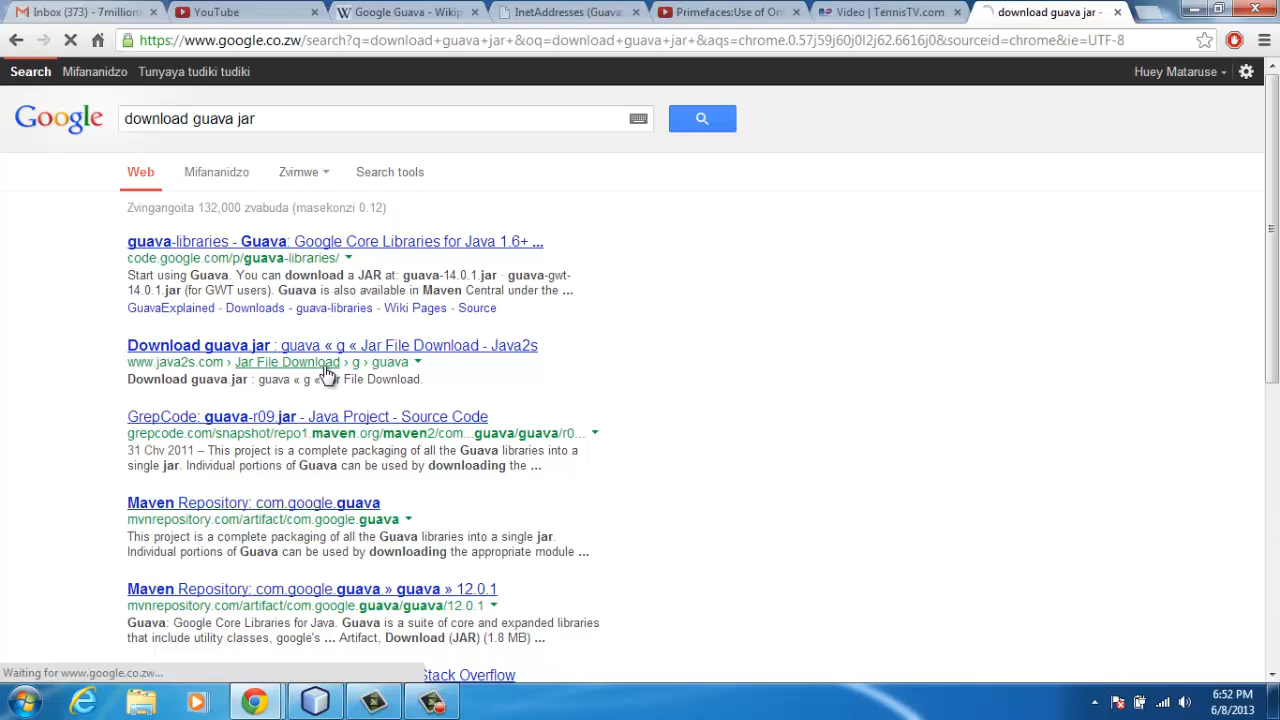 Inbox (373) - 7million
YouTube
Google Guava - Wikip
InetAddresses (Guava:
Primefaces:Use of On
Video | TennisTV.com
download guava jar -
https://www.google.co.zw/search?q=download+guava+jar+&oq=download+guava+jar+&aqs=chrome.0.57j59j60j0l2j62.6616j0&sourceid=chrome&ie=UTF-8
Search Mifananidzo Tunyaya tudiki tudiki Huey Mataruse
Google download guava jar
Web Mifananidzo Zvimwe Search tools
Zvingangoita 132,000 zvabuda (masekonzi 0.12)
guava-libraries - Guava: Google Core Libraries for Java 1.6+ ...
code.google.com/p/guava-libraries/
Start using Guava. You can download a JAR at: guava-14.0.1.jar · guava-gwt-
14.0.1.jar (for GWT users). Guava is also available in Maven Central under the ...
GuavaExplained - Downloads - guava-libraries - Wiki Pages - Source
Download guava.jar : guava « g « Jar File Download - Java2s
www.java2s.com › Jar File Download › g › guava
Download guava.jar : guava « g « Jar File Download.
GrepCode: guava-r09.jar - Java Project - Source Code
grepcode.com/snapshot/repo1.maven.org/maven2/com...guava/guava/r0...
31 Chv 2011 – This project is a complete packaging of all the Guava libraries into a
single jar. Individual portions of Guava can be used by downloading the ...
Maven Repository: com.google.guava
mvnrepository.com/artifact/com.google.guava
This project is a complete packaging of all the Guava libraries into a single jar.
Individual portions of Guava can be used by downloading the appropriate module ...
Maven Repository: com.google.guava » guava » 12.0.1
mvnrepository.com/artifact/com.google.guava/guava/12.0.1
Guava: Google Core Libraries for Java. Guava is a suite of core and expanded libraries
that include utility classes, google's ... Artifact, Download (JAR) (1.8 MB) ...
Stack Overflow
Waiting for www.google.co.zw...
6:52 PM
6/8/2013